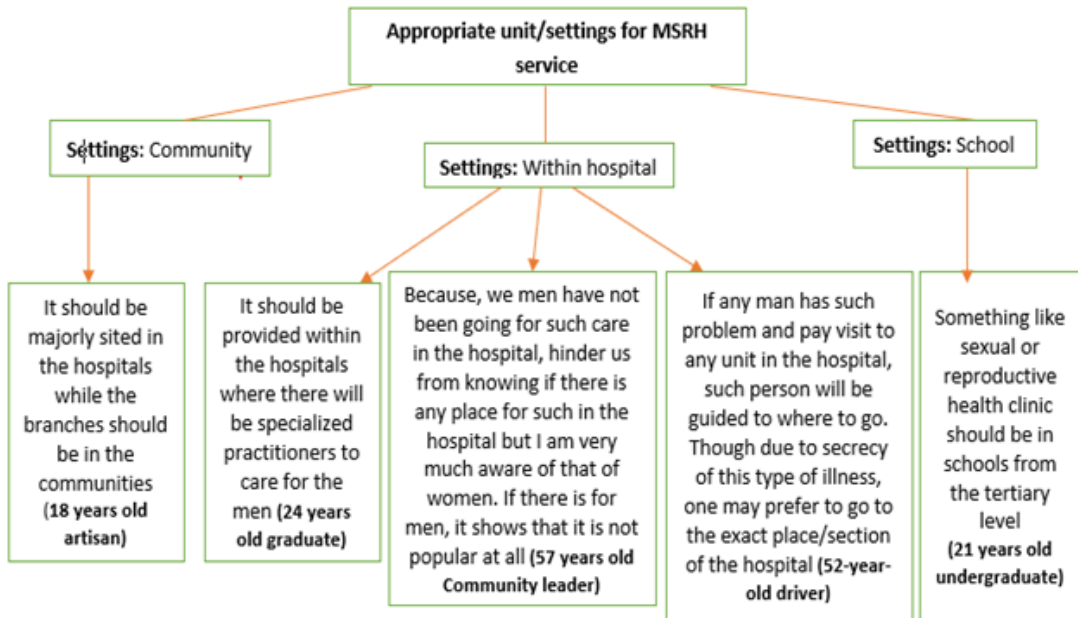 Appropriate unit/settings for MSRH
service
Settings: Community
Settings: Within hospital
Settings: School
It should be
majorly sited in
the hospitals
while the
branches should
be in the
communities
(18 years old
artisan)
It should be
provided within
the hospitals
where there will
be specialized
practitioners to
care for the
men (24 years
old graduate)
Because, we men have not
been going for such care
in the hospital, hinder us
from knowing if there is
any place for such in the
hospital but I am very
much aware of that of
women. If there is for
men, it shows that it is not
popular at all (57 years old
Community leader)
If any man has such
problem and pay visit to
any unit in the hospital,
such person will be
guided to where to go.
Though due to secrecy
of this type of illness,
one may prefer to go to
the exact place/section
of the hospital (52-year-
old driver)
Something like
sexual or
reproductive
health clinic
should be in
schools from
the tertiary
level
(21 years old
undergraduate)